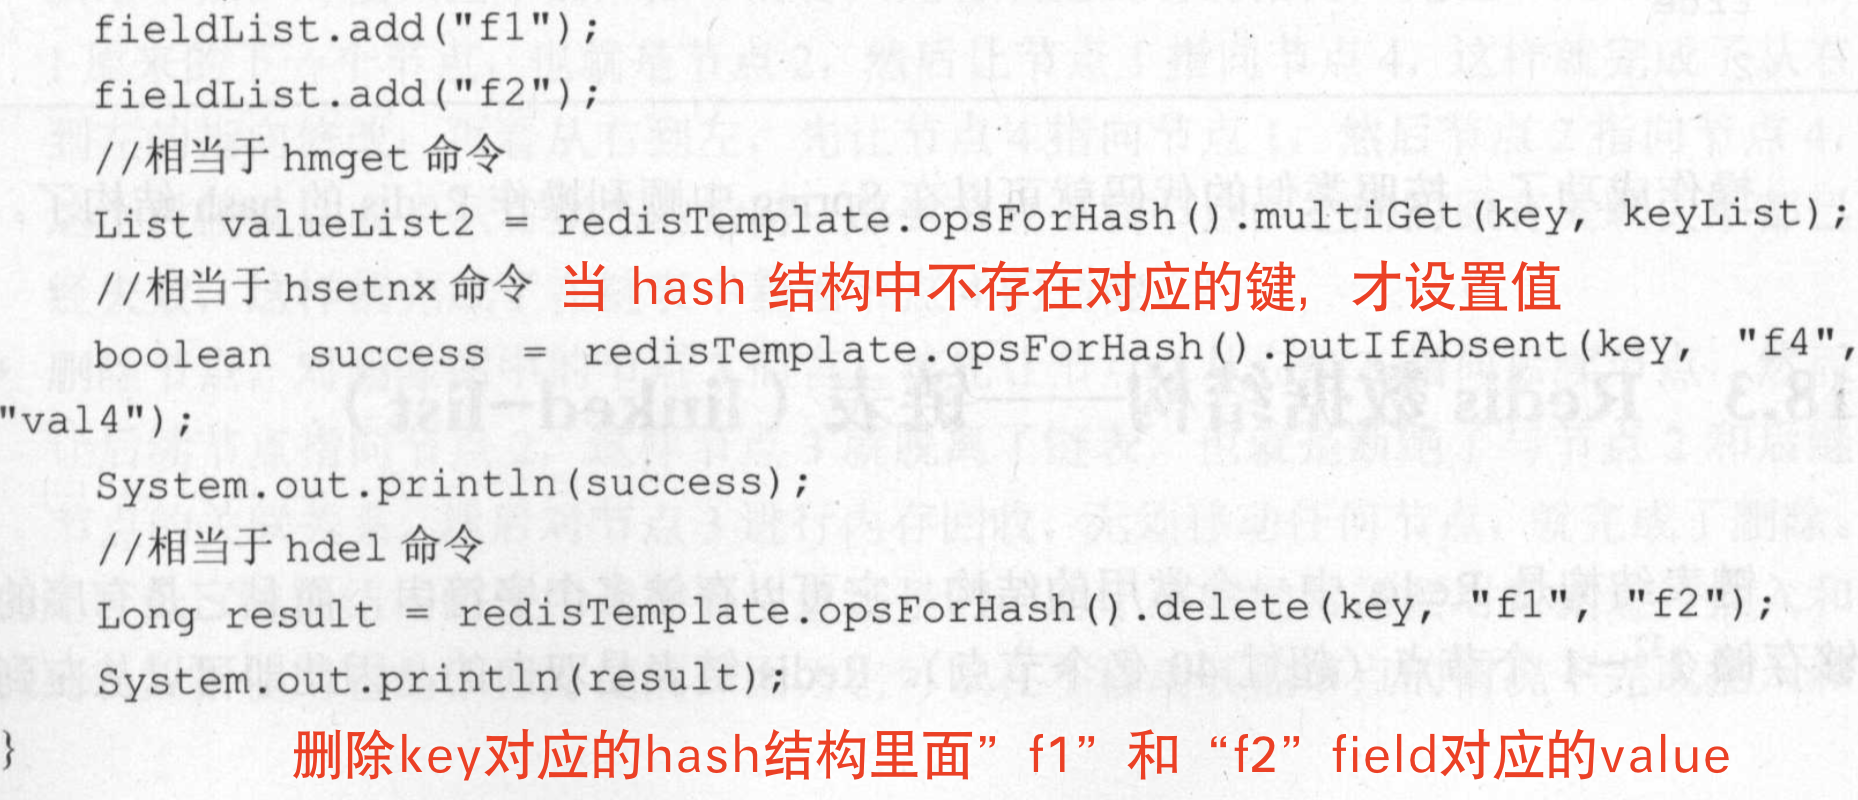 fieldList.add("f1");
fieldList.add("f2");
//相当于 hmget 命令
List valueList2 = redisTemplate.opsForHash().multiGet(key, keyList);
//相当于 hsetnx 命令 当 hash 结构中不存在对应的键，才设置值
boolean success = redisTemplate.opsForHash().putIfAbsent(key, "f4",
"val4");
System.out.println(success);
//相当于 hdel 命令
Long result = redisTemplate.opsForHash().delete(key, "f1", "f2");
System.out.println(result);
}
删除key对应的hash结构里面”f1”和“f2”field对应的value